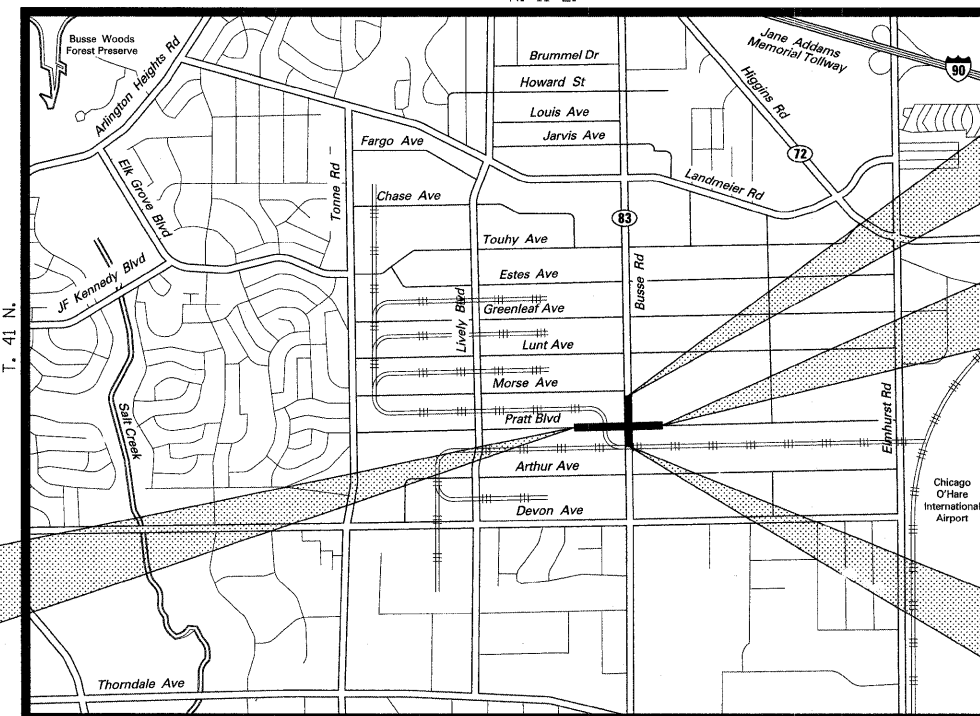 Busse Woods
Forest Preserve
Arlington Heights Rd
Brummel Dr
Howard St
Louis Ave
Jarvis Ave
Jane Addams
Memorial Tollway
90
Higgins Rd
72
Fargo Ave
Landmeier Rd
Elk Grove Blvd
Tonne Rd
Chase Ave
83
Touhy Ave
Estes Ave
Busse Rd
JF Kennedy Blvd
Lively Blvd
Greenleaf Ave
T. 41 N.
Lunt Ave
Morse Ave
Pratt Blvd
Salt Creek
Elmhurst Rd
Arthur Ave
Devon Ave
Chicago
O'Hare
International
Airport
Thorndale Ave